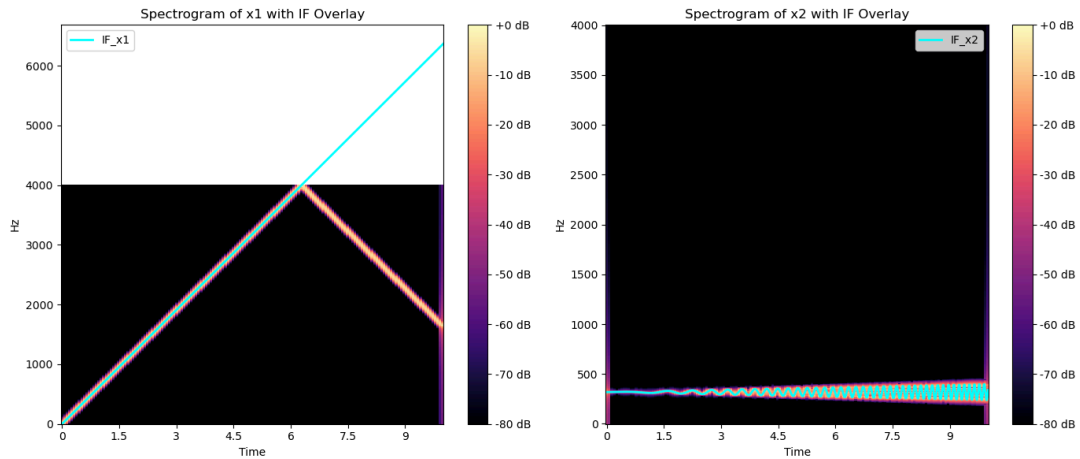 Spectrogram of x1 with IF Overlay
IF_x1
Hz
6000
5000
4000
3000
2000
1000
0
0 1.5 3 4.5 6 7.5 9
Time
+0 dB
-10 dB
-20 dB
-30 dB
-40 dB
-50 dB
-60 dB
-70 dB
-80 dB
Spectrogram of x2 with IF Overlay
IF_x2
Hz
4000
3500
3000
2500
2000
1500
1000
500
0
0 1.5 3 4.5 6 7.5 9
Time
+0 dB
-10 dB
-20 dB
-30 dB
-40 dB
-50 dB
-60 dB
-70 dB
-80 dB